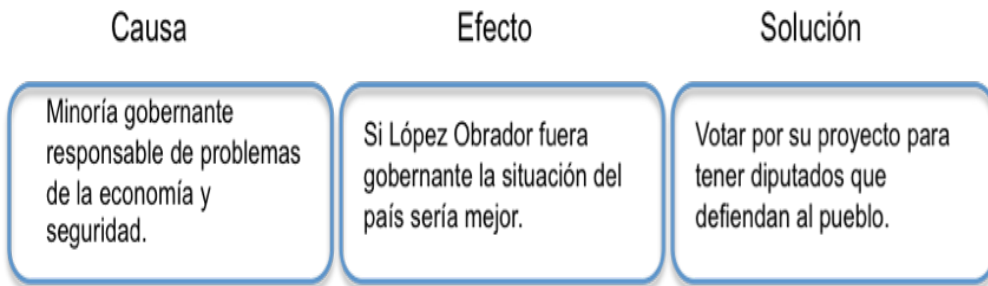 Causa
Efecto
Solución
Minoría gobernante
responsable de problemas
de la economía y
seguridad.
Si López Obrador fuera
gobernante la situación del
país sería mejor.
Votar por su proyecto para
tener diputados que
defiendan al pueblo.